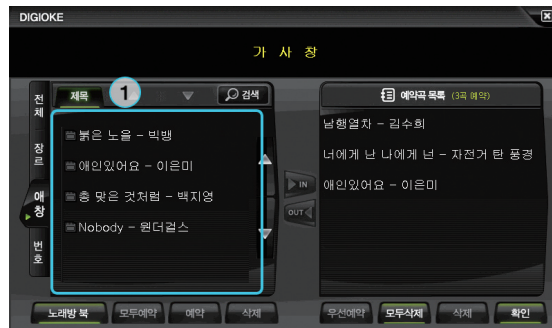 DIGIOKE
가 사 창
전체
장르
애창
번호
제목
1
검색
붉은 노을 - 빅뱅
애인있어요 - 이은미
총 맞은 것처럼 - 백지영
Nobody - 원더걸스
IN
OUT
예약곡 목록 (3곡 예약)
남행열차 - 김수희
너에게 난 나에게 넌 - 자전거 탄 풍경
애인있어요 - 이은미
노래방 북
모두예약
예약
삭제
우선예약
모두삭제
삭제
확인